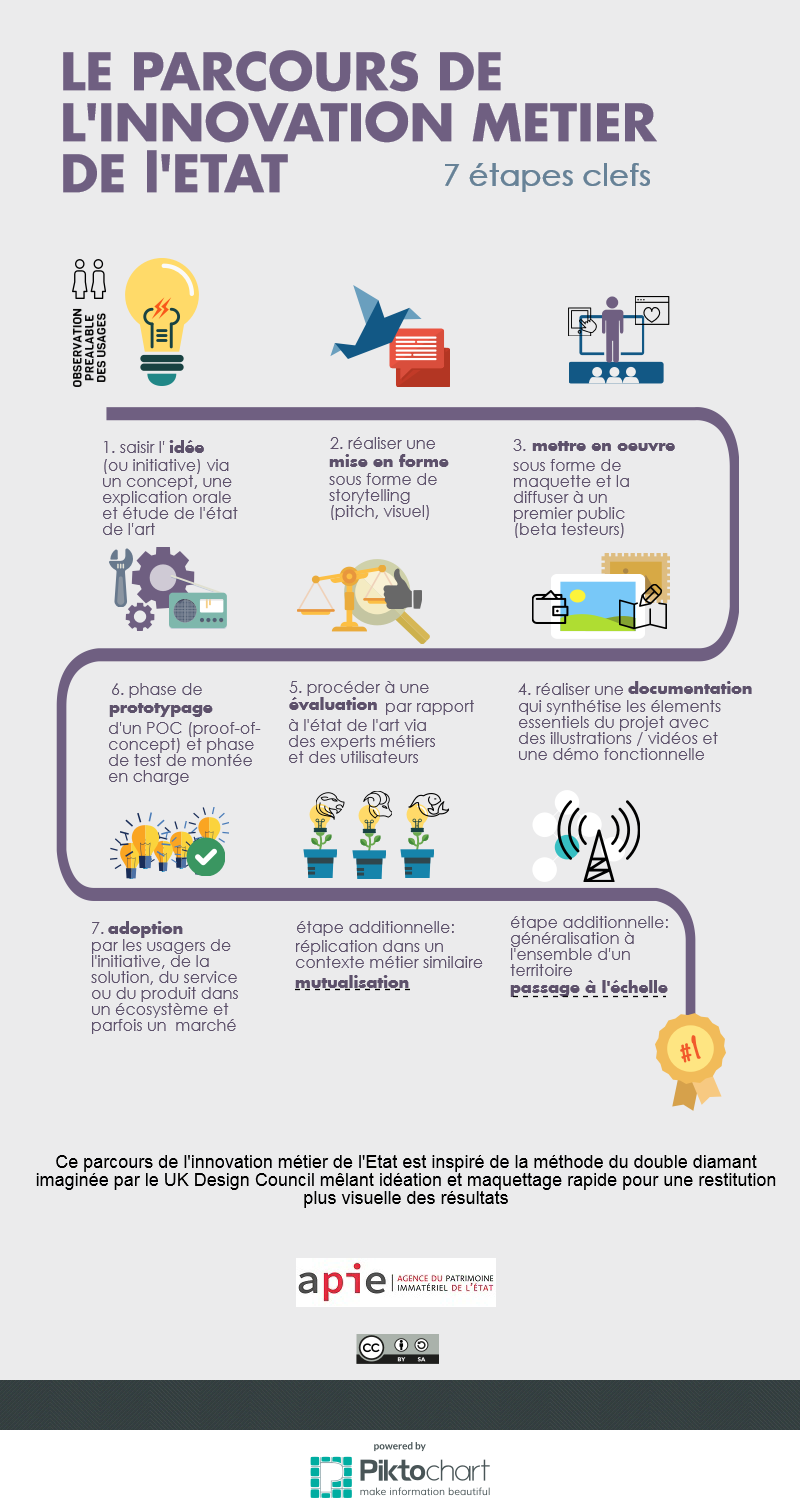 LE PARCOURS DE
L'INNOVATION METIER
DE l'ETAT
7 étapes clefs
OBSERVATION
PREALABLE
DES USAGES
1. saisir l' idée
(ou initiative) via
un concept, une
explication orale
et étude de l'état
de l'art
2. réaliser une
mise en forme
sous forme de
storytelling
(pitch, visuel)
3. mettre en oeuvre
sous forme de
maquette et la
diffuser à un
premier public
(beta testeurs)
4. réaliser une documentation
qui synthétise les élements
essentiels du projet avec
des illustrations / vidéos et
une démo fonctionnelle
5. procéder à une
évaluation par rapport
à l'état de l'art via
des experts métiers
et des utilisateurs
6. phase de
prototypage
d'un POC (proof-of-
concept) et phase
de test de montée
en charge
7. adoption
par les usagers de
l'initiative, de la
solution, du service
ou du produit dans
un écosystème et
parfois un marché
étape additionnelle:
réplication dans un
contexte métier similaire
mutualisation
étape additionnelle:
généralisation à
l'ensemble d'un
territoire
passage à l'échelle
#1
Ce parcours de l'innovation métier de l'Etat est inspiré de la méthode du double diamant
imaginée par le UK Design Council mêlant idéation et maquettage rapide pour une restitution
plus visuelle des résultats
apie
AGENCE DU PATRIMOINE
IMMATÉRIEL DE L'ÉTAT
cc
BY SA
powered by
Piktochart
make information beautiful